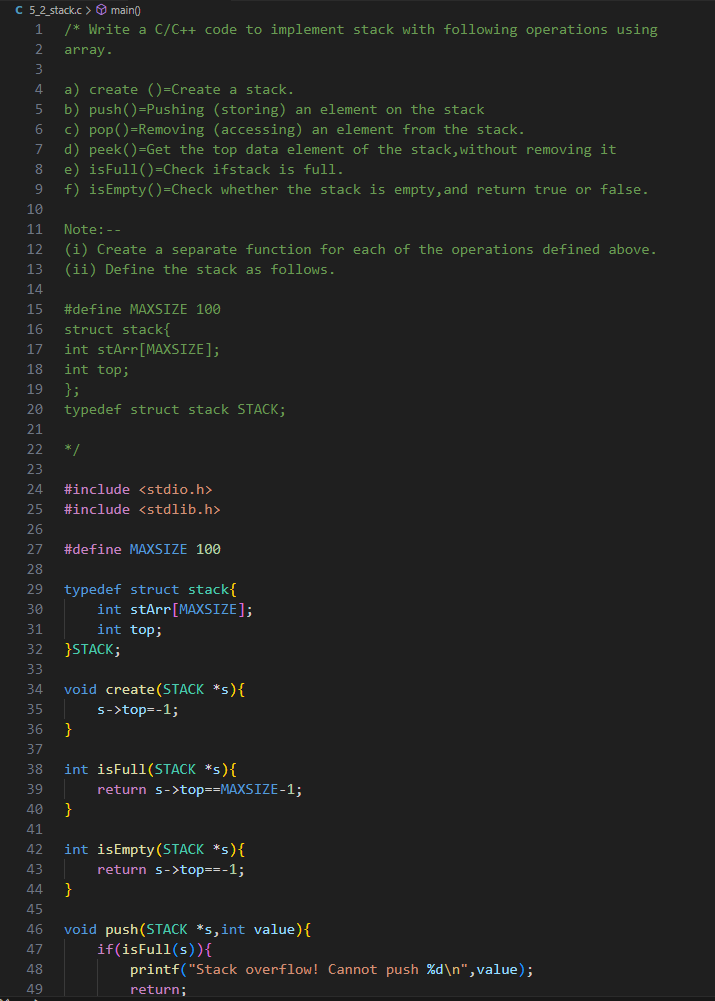 C 5_2_stack.c > main()
1 /* Write a C/C++ code to implement stack with following operations using
2 array.
3
4 a) create ()=Create a stack.
5 b) push()=Pushing (storing) an element on the stack
6 c) pop()=Removing (accessing) an element from the stack.
7 d) peek()=Get the top data element of the stack,without removing it
8 e) isFull()=Check ifstack is full.
9 f) isEmpty()=Check whether the stack is empty,and return true or false.
10
11 Note:--
12 (i) Create a separate function for each of the operations defined above.
13 (ii) Define the stack as follows.
14
15 #define MAXSIZE 100
16 struct stack{
17 int stArr[MAXSIZE];
18 int top;
19 };
20 typedef struct stack STACK;
21
22 */
23
24 #include <stdio.h>
25 #include <stdlib.h>
26
27 #define MAXSIZE 100
28
29 typedef struct stack{
30     int stArr[MAXSIZE];
31     int top;
32 }STACK;
33
34 void create(STACK *s){
35     s->top=-1;
36 }
37
38 int isFull(STACK *s){
39     return s->top==MAXSIZE-1;
40 }
41
42 int isEmpty(STACK *s){
43     return s->top==-1;
44 }
45
46 void push(STACK *s,int value){
47     if(isFull(s)){
48         printf("Stack overflow! Cannot push %d\n",value);
49         return;